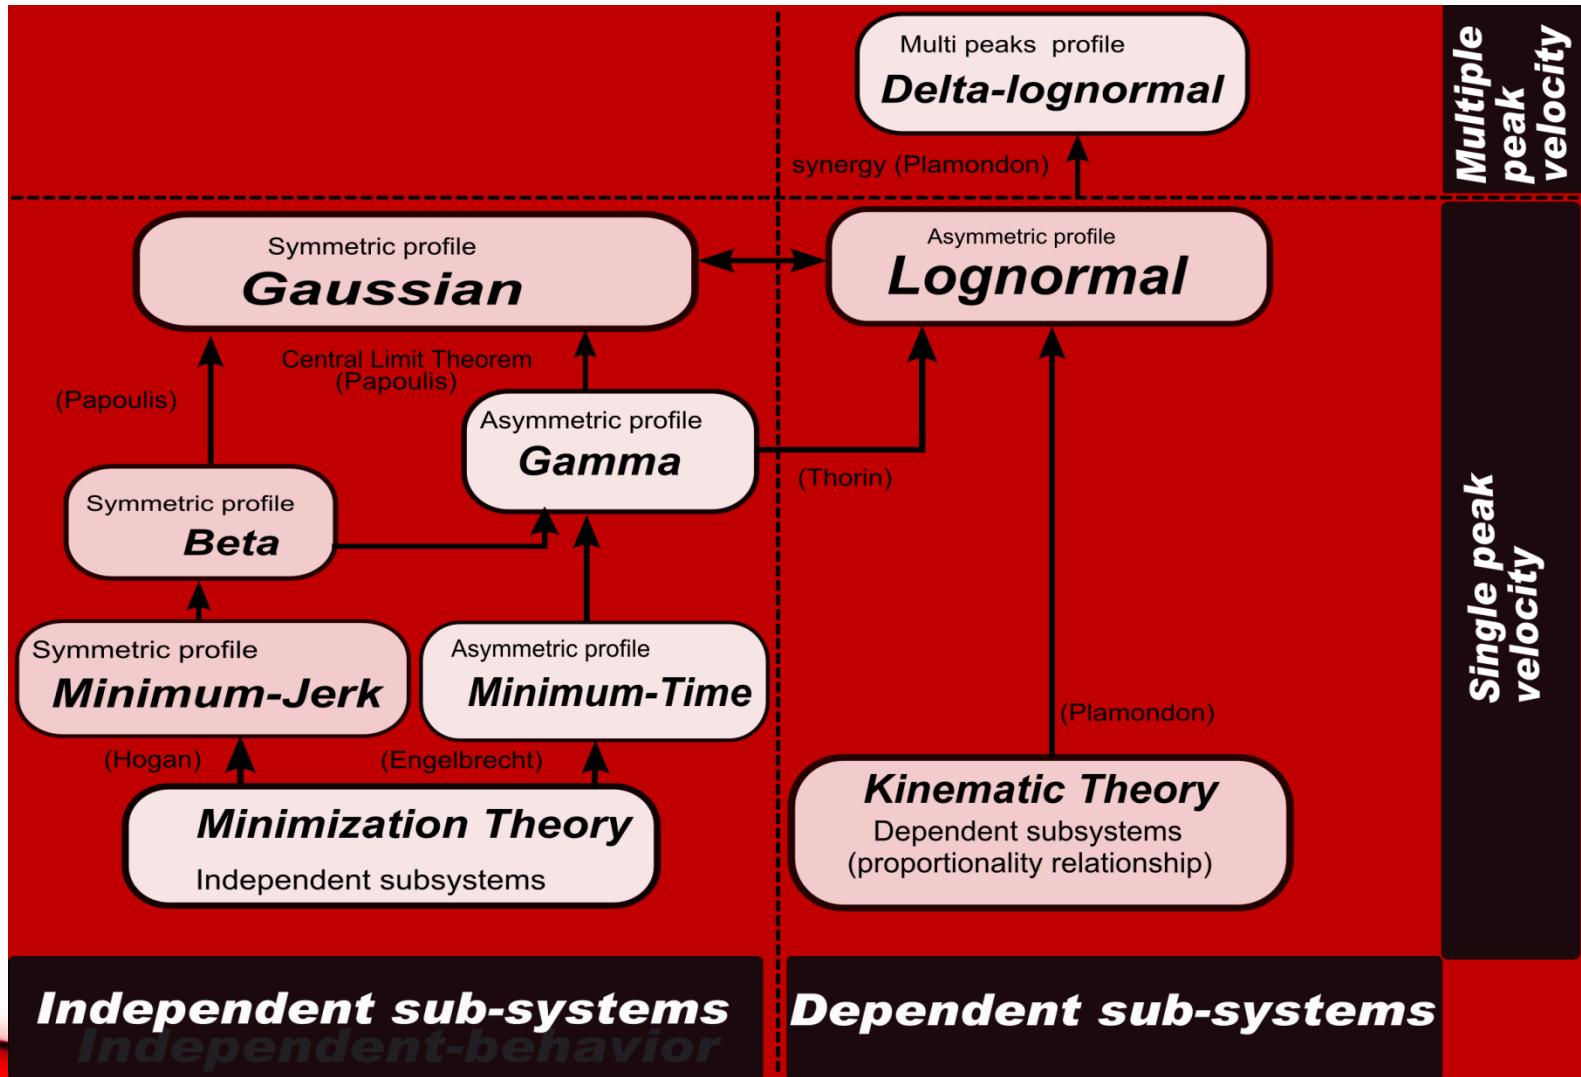 Multi peaks profile
Delta-lognormal
synergy (Plamondon)
Multiple
peak
velocity
Symmetric profile
Gaussian
Asymmetric profile
Lognormal
Central Limit Theorem
(Papoulis)
(Papoulis)
Asymmetric profile
Gamma
(Thorin)
Symmetric profile
Beta
Single peak
velocity
Symmetric profile
Minimum-Jerk
Asymmetric profile
Minimum-Time
(Plamondon)
(Hogan)
(Engelbrecht)
Minimization Theory
Independent subsystems
Kinematic Theory
Dependent subsystems
(proportionality relationship)
Independent sub-systems
Independent-behavior
Dependent sub-systems